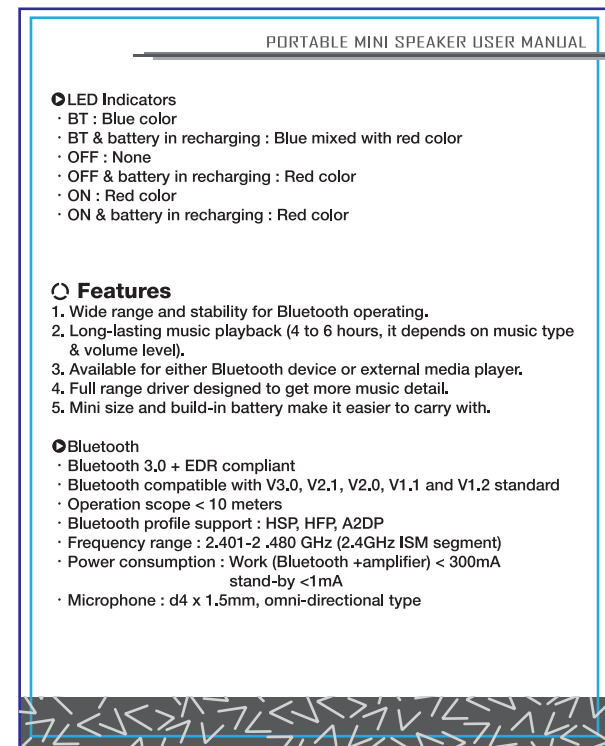 PORTABLE MINI SPEAKER USER MANUAL
LED Indicators
· BT : Blue color
· BT & battery in recharging : Blue mixed with red color
· OFF : None
· OFF & battery in recharging : Red color
· ON : Red color
· ON & battery in recharging : Red color
Features
1. Wide range and stability for Bluetooth operating.
2. Long-lasting music playback (4 to 6 hours, it depends on music type
& volume level).
3. Available for either Bluetooth device or external media player.
4. Full range driver designed to get more music detail.
5. Mini size and build-in battery make it easier to carry with.
Bluetooth
· Bluetooth 3.0 + EDR compliant
· Bluetooth compatible with V3.0, V2.1, V2.0, V1.1 and V1.2 standard
· Operation scope < 10 meters
· Bluetooth profile support : HSP, HFP, A2DP
· Frequency range : 2.401-2 .480 GHz (2.4GHz ISM segment)
· Power consumption : Work (Bluetooth +amplifier) < 300mA
stand-by <1mA
· Microphone : d4 x 1.5mm, omni-directional type